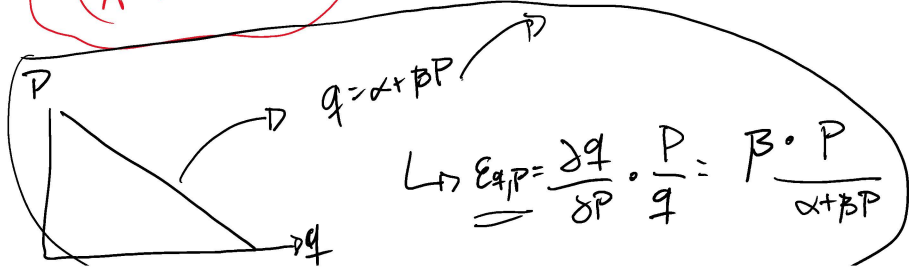 P
q = α + βP
ε_{q,P} = ∂q/∂P · P/q = β · P/(α + βP)
q